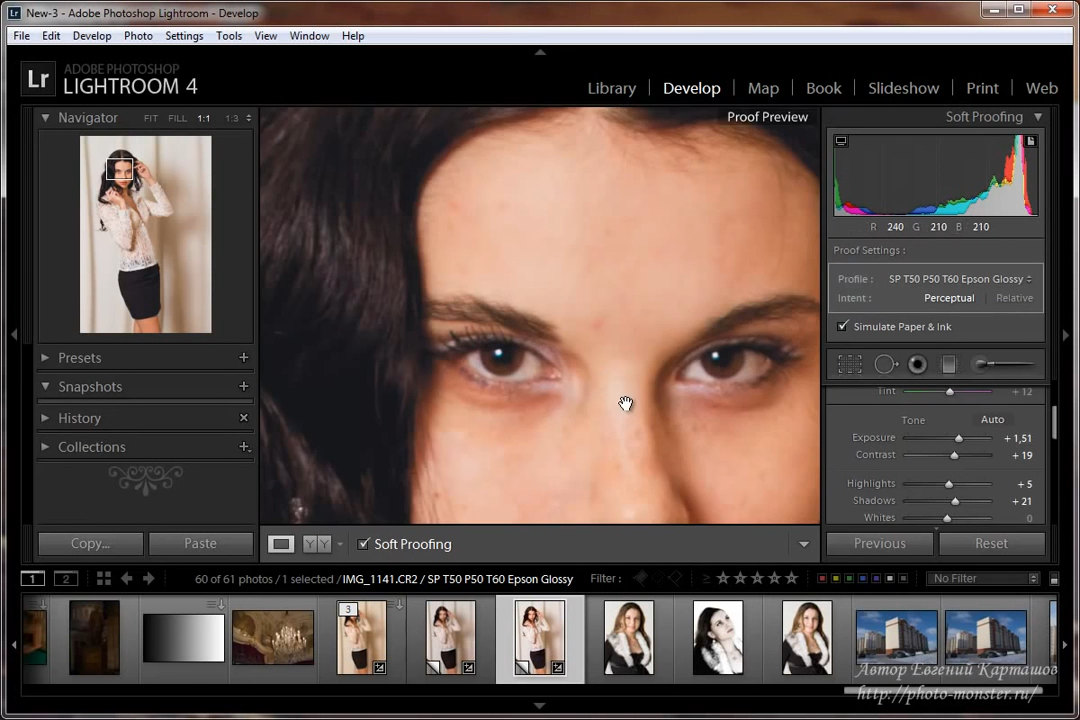 New-3 - Adobe Photoshop Lightroom - Develop
File Edit Develop Photo Settings Tools View Window Help
Lr ADOBE PHOTOSHOP
LIGHTROOM 4
Library Develop Map Book Slideshow Print Web
Navigator FIT FILL 1:1 1:3
Proof Preview
Soft Proofing
R 240 G 210 B 210
Proof Settings :
Profile : SP T50 P50 T60 Epson Glossy
Intent : Perceptual Relative
Simulate Paper & Ink
Presets
Snapshots
History
Collections
Tint + 12
Tone Auto
Exposure + 1,51
Contrast + 19
Highlights + 5
Shadows + 21
Whites 0
Copy... Paste
Soft Proofing
Previous Reset
1 2 60 of 61 photos / 1 selected / IMG_1141.CR2 / SP T50 P50 T60 Epson Glossy Filter : No Filter
3
Автор Евгений Карташов
http://photo-monster.ru/